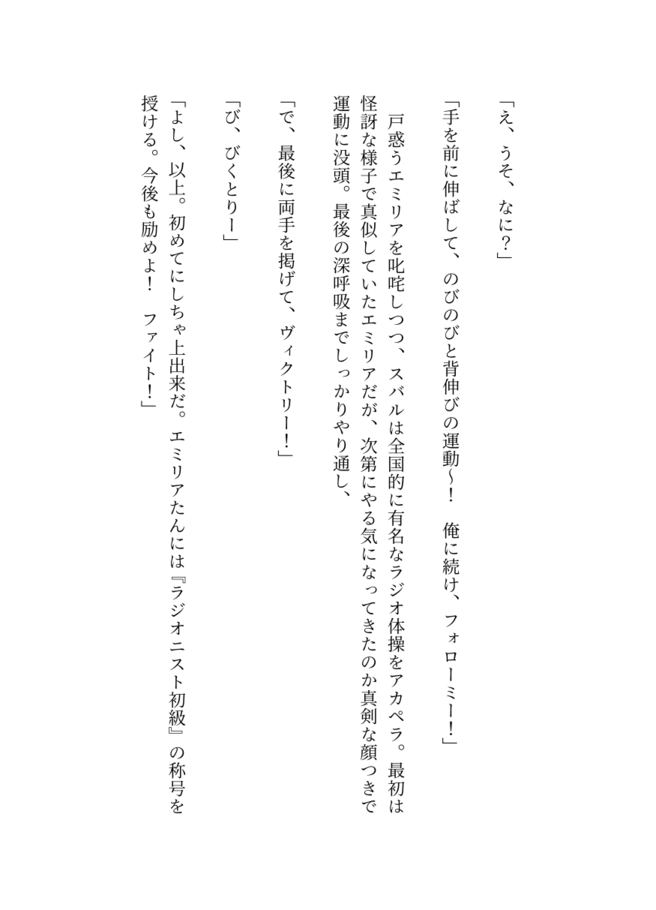 「え、うそ、なに？」
「手を前に伸ばして、のびのびと背伸びの運動～！　俺に続け、フォローミー！」
　戸惑うエミリアを叱咤しつつ、スバルは全国的に有名なラジオ体操をアカペラ。最初は
怪訝な様子で真似していたエミリアだが、次第にやる気になってきたのか真剣な顔つきで
運動に没頭。最後の深呼吸までしっかりやり通し、
「で、最後に両手を掲げて、ヴィクトリー！」
「び、びくとりー」
「よし、以上。初めてにしちゃ上出来だ。エミリアたんには『ラジオニスト初級』の称号を
授ける。今後も励めよ！　ファイト！」